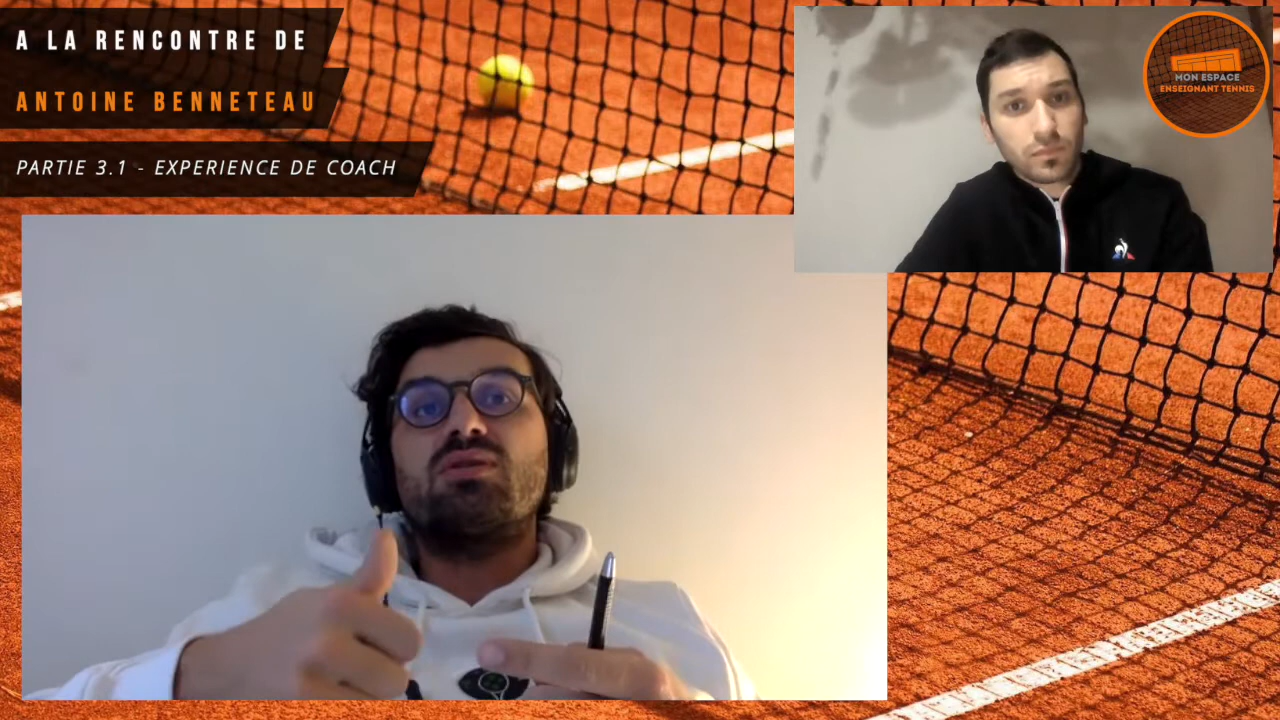 A LA RENCONTRE DE
ANTOINE BENNETEAU
PARTIE 3.1 - EXPERIENCE DE COACH
MON ESPACE
ENSEIGNANT TENNIS